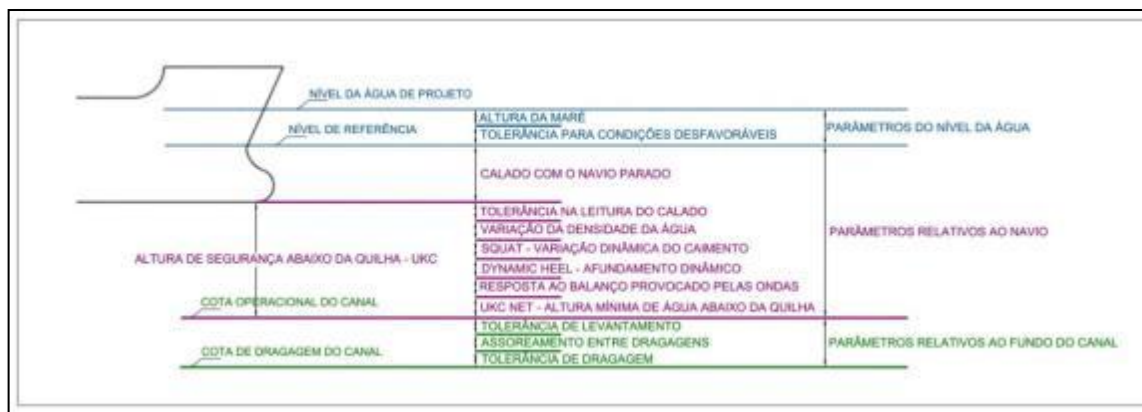 NÍVEL DA ÁGUA DE PROJETO
ALTURA DA MARÉ
NÍVEL DE REFERÊNCIA
TOLERÂNCIA PARA CONDIÇÕES DESFAVORÁVEIS
PARÂMETROS DO NÍVEL DA ÁGUA
CALADO COM O NAVIO PARADO
TOLERÂNCIA NA LEITURA DO CALADO
VARIAÇÃO DA DENSIDADE DA ÁGUA
PARÂMETROS RELATIVOS AO NAVIO
SQUAT - VARIAÇÃO DINÂMICA DO CAIMENTO
ALTURA DE SEGURANÇA ABAIXO DA QUILHA - UKC
DYNAMIC HEEL - AFUNDAMENTO DINÂMICO
RESPOSTA AO BALANÇO PROVOCADO PELAS ONDAS
COTA OPERACIONAL DO CANAL
UKC NET - ALTURA MÍNIMA DE ÁGUA ABAIXO DA QUILHA
TOLERÂNCIA DE LEVANTAMENTO
ASSOREAMENTO ENTRE DRAGAGENS
PARÂMETROS RELATIVOS AO FUNDO DO CANAL
COTA DE DRAGAGEM DO CANAL
TOLERÂNCIA DE DRAGAGEM